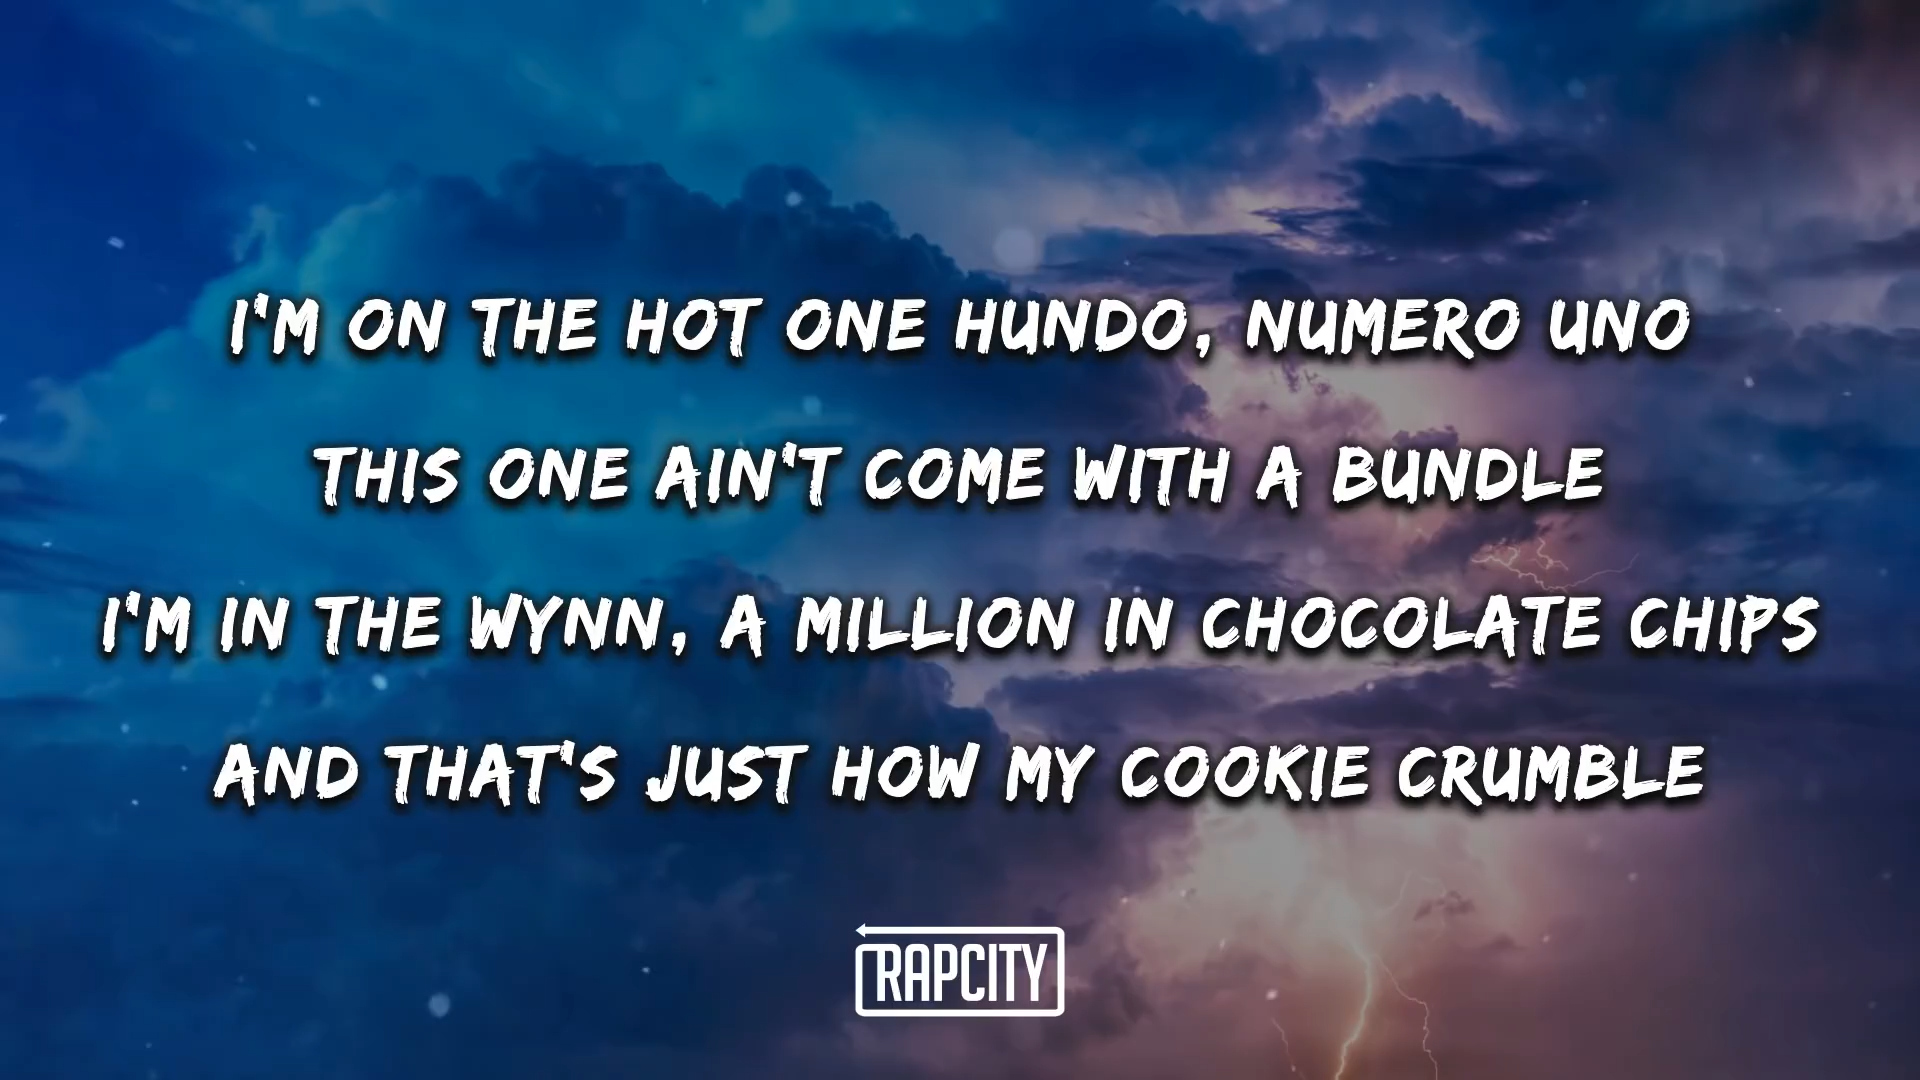 I'M ON THE HOT ONE HUNDO, NUMERO UNO
THIS ONE AIN'T COME WITH A BUNDLE
I'M IN THE WYNN, A MILLION IN CHOCOLATE CHIPS
AND THAT'S JUST HOW MY COOKIE CRUMBLE
RAPCITY